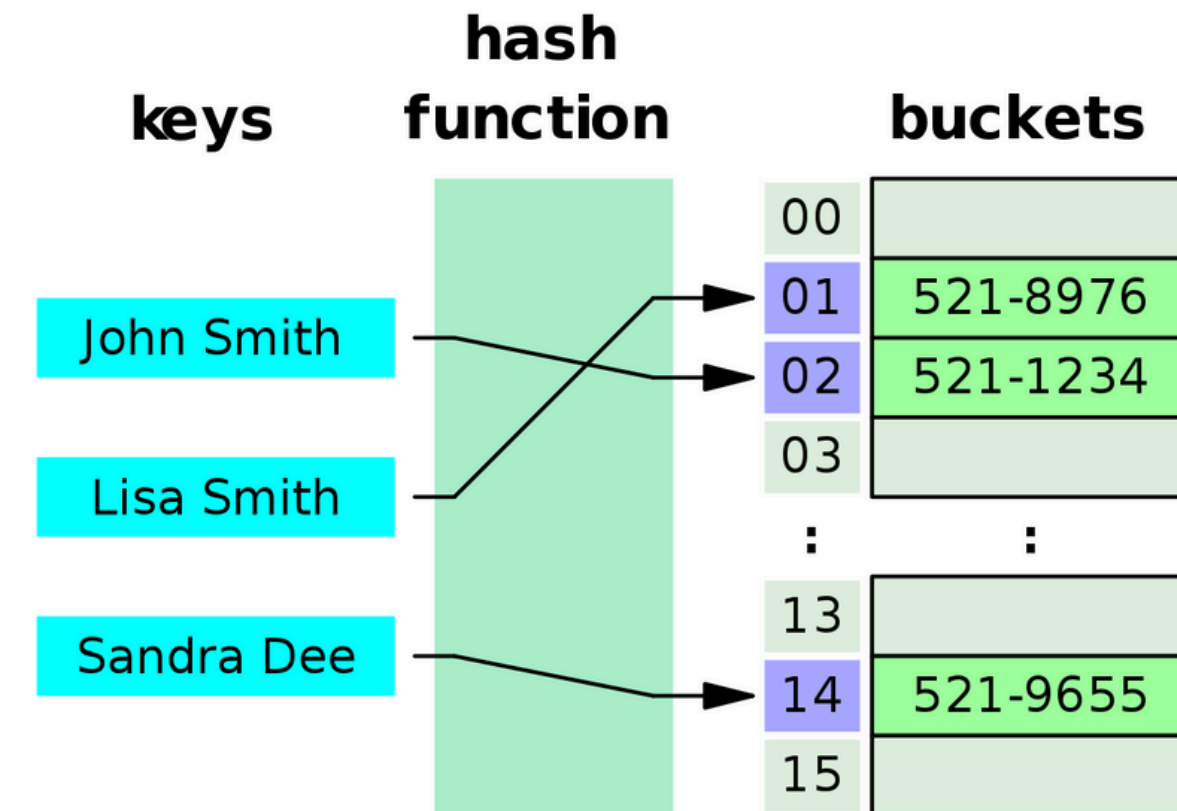 hash
keys function buckets
00
01 521-8976
John Smith
02 521-1234
03
Lisa Smith
: :
13
Sandra Dee
14 521-9655
15